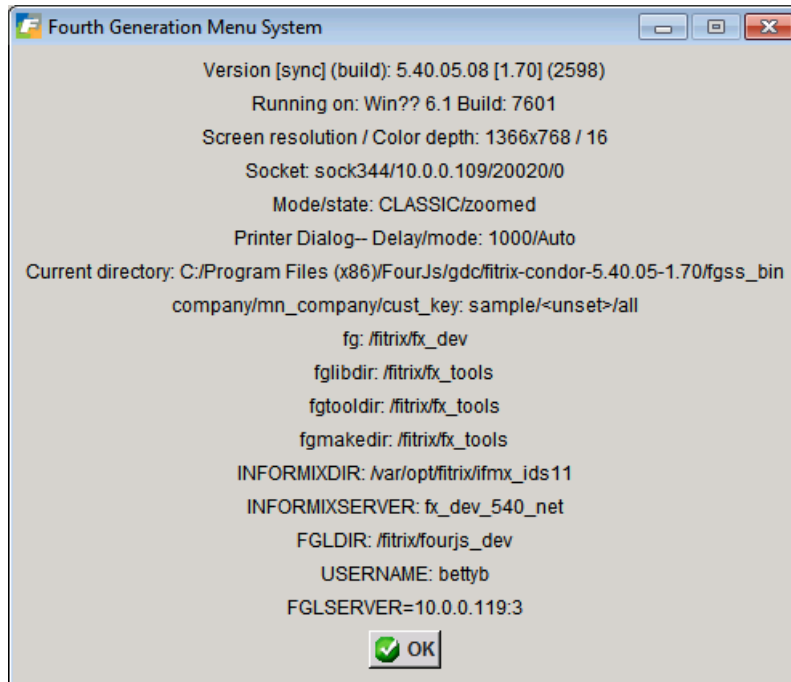 Fourth Generation Menu System
Version [sync] (build): 5.40.05.08 [1.70] (2598)
Running on: Win?? 6.1 Build: 7601
Screen resolution / Color depth: 1366x768 / 16
Socket: sock344/10.0.0.109/20020/0
Mode/state: CLASSIC/zoomed
Printer Dialog-- Delay/mode: 1000/Auto
Current directory: C:/Program Files (x86)/FourJs/gdc/fitrix-condor-5.40.05-1.70/fgss_bin
company/mn_company/cust_key: sample/<unset>/all
fg: /fitrix/fx_dev
fglibdir: /fitrix/fx_tools
fgtooldir: /fitrix/fx_tools
fgmakedir: /fitrix/fx_tools
INFORMIXDIR: /var/opt/fitrix/ifmx_ids11
INFORMIXSERVER: fx_dev_540_net
FGLDIR: /fitrix/fourjs_dev
USERNAME: bettyb
FGLSERVER=10.0.0.119:3
OK